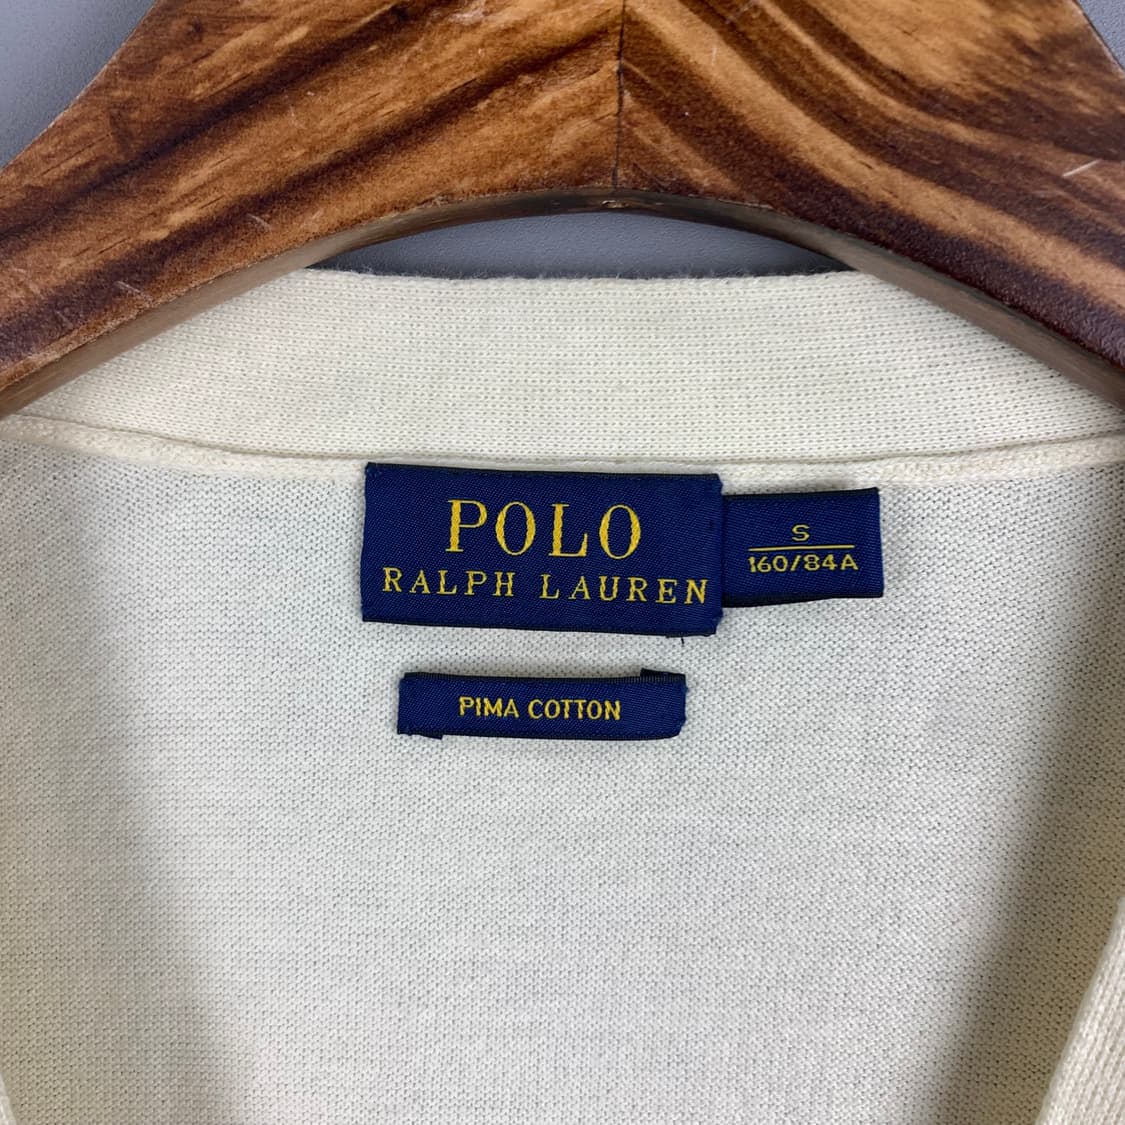 POLO
RALPH LAUREN
S
160/84A
PIMA COTTON